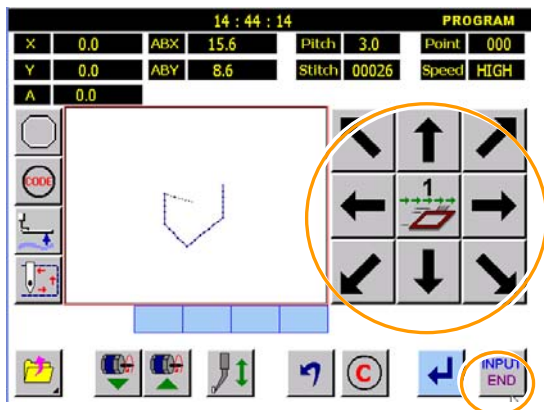 14 : 44 : 14 PROGRAM
X 0.0 ABX 15.6 Pitch 3.0 Point 000
Y 0.0 ABY 8.6 Stitch 00026 Speed HIGH
A 0.0
1
CODE
C
INPUT
END